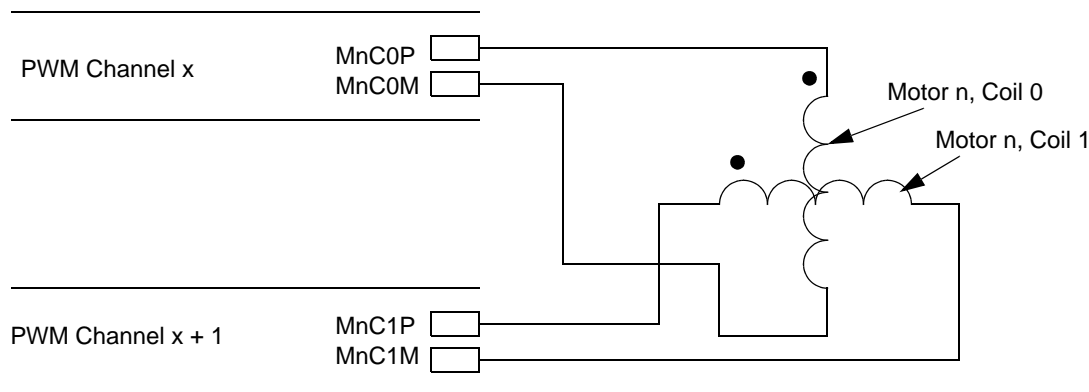 MnC0P
PWM Channel x
MnC0M
Motor n, Coil 0
Motor n, Coil 1
MnC1P
PWM Channel x + 1
MnC1M